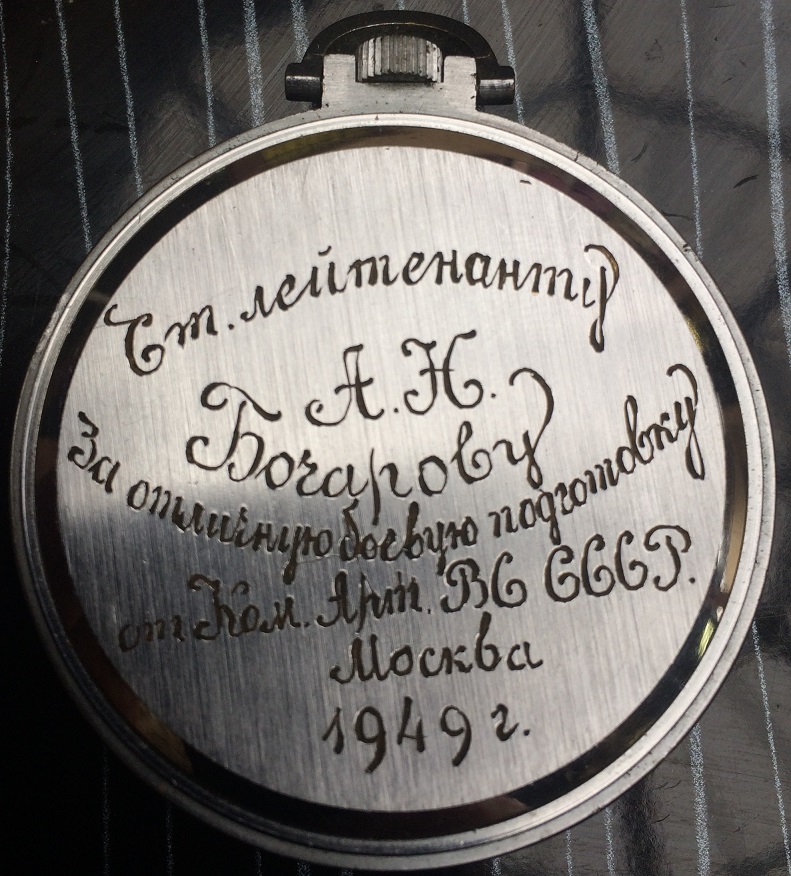 Ст. лейтенанту
А.Н.
Бочарову
За отличную боевую подготовку
от Ком. Арт. ВС СССР.
Москва
1949 г.